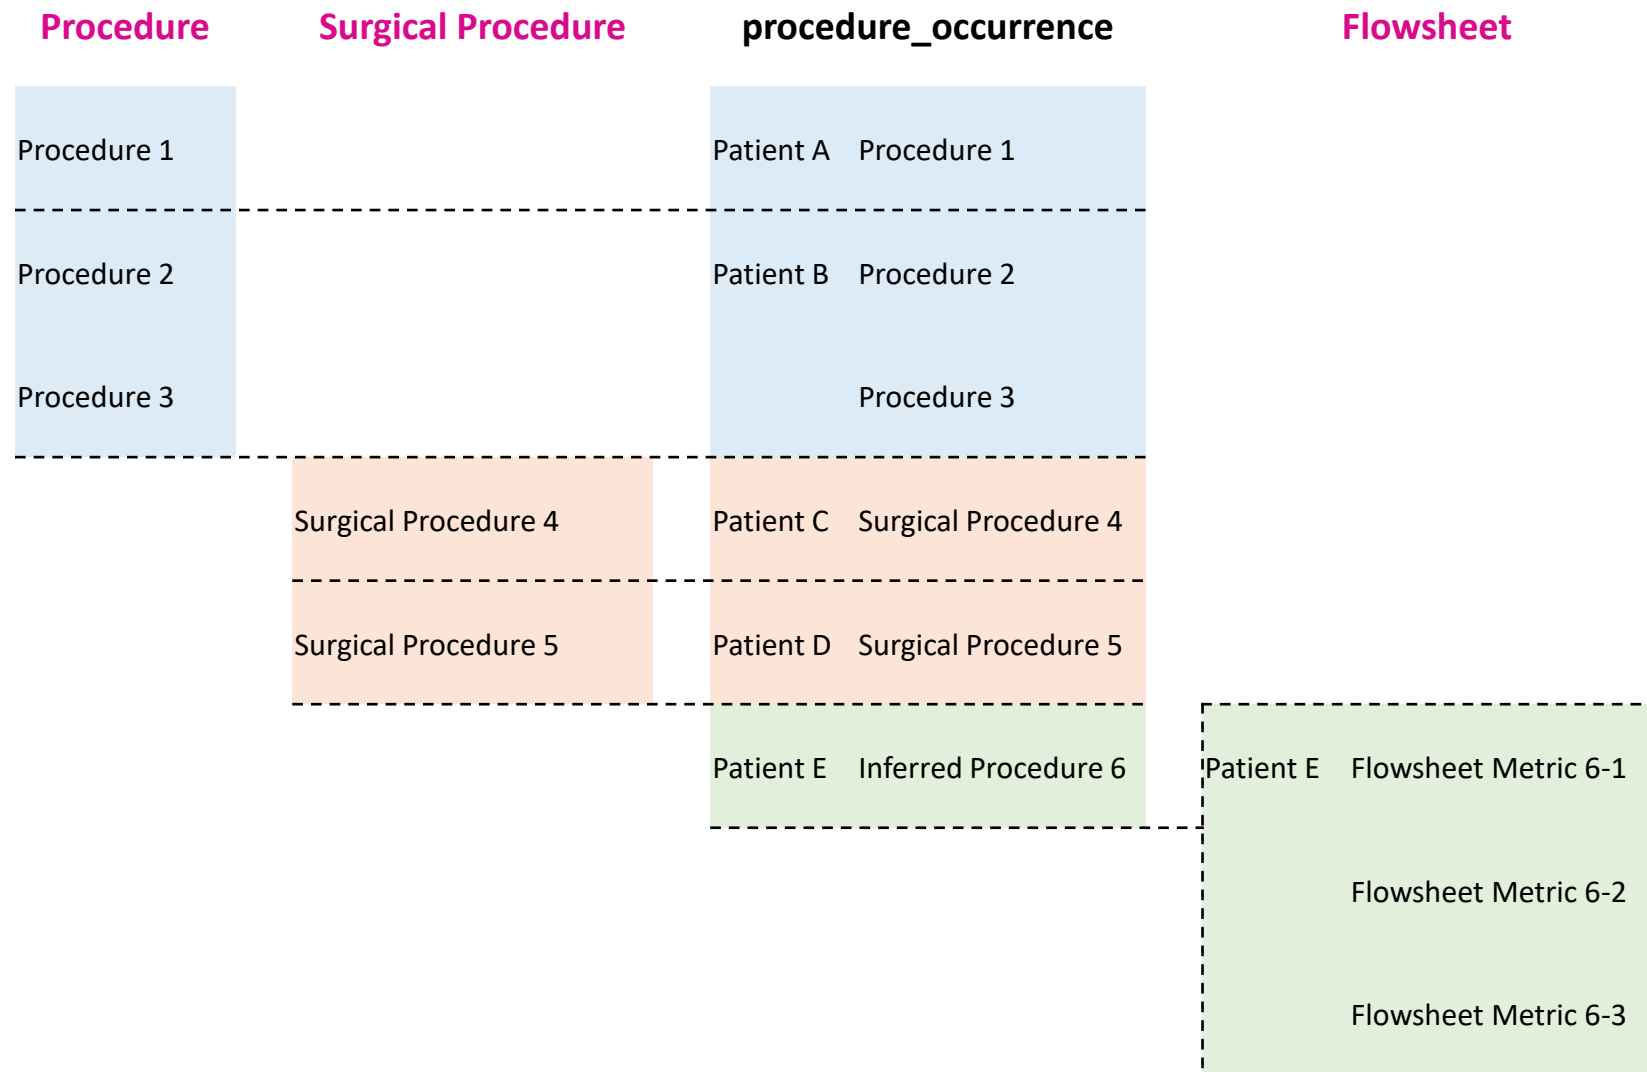 Procedure Surgical Procedure procedure_occurrence Flowsheet
Procedure 1 Patient A Procedure 1
Procedure 2 Patient B Procedure 2
Procedure 3 Procedure 3
Surgical Procedure 4 Patient C Surgical Procedure 4
Surgical Procedure 5 Patient D Surgical Procedure 5
Patient E Inferred Procedure 6 Patient E Flowsheet Metric 6-1
Flowsheet Metric 6-2
Flowsheet Metric 6-3